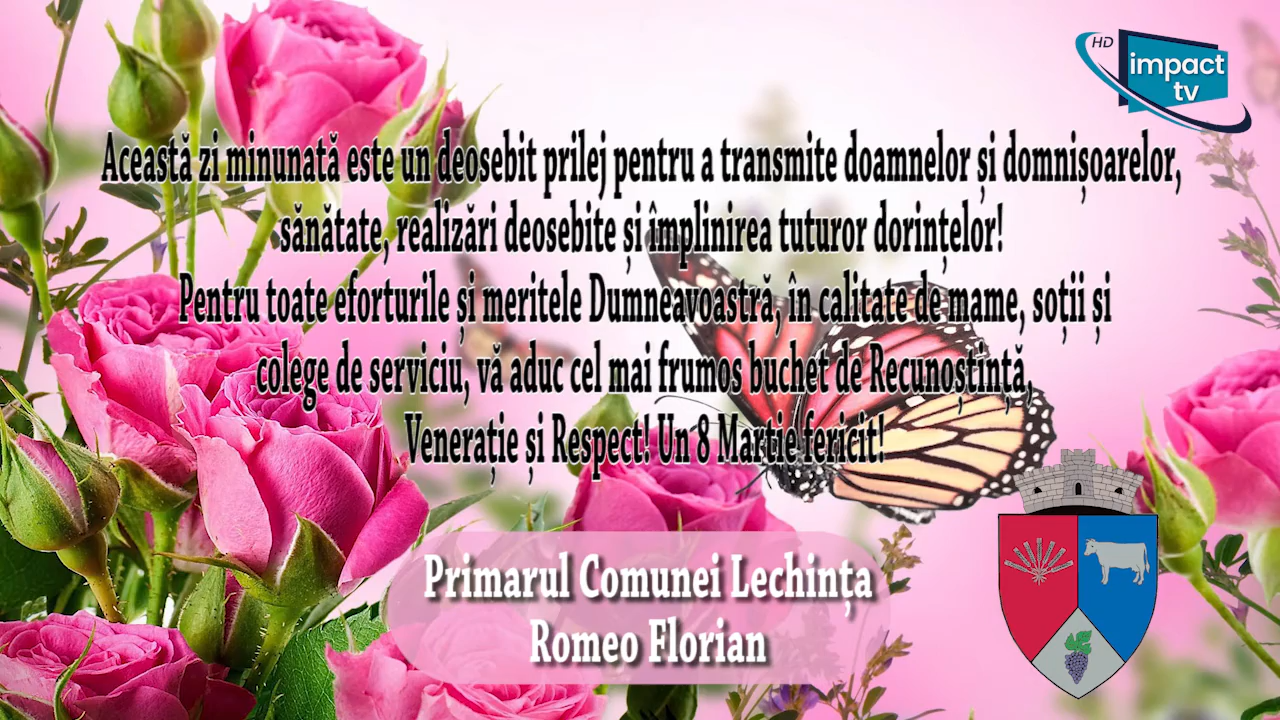 HD
impact
tv
Această zi minunată este un deosebit prilej pentru a transmite doamnelor și domnișoarelor,
sănătate, realizări deosebite și împlinirea tuturor dorințelor!
Pentru toate eforturile și meritele Dumneavoastră, în calitate de mame, soții și
colege de serviciu, vă aduc cel mai frumos buchet de Recunoștință,
Venerație și Respect! Un 8 Martie fericit!
Primarul Comunei Lechința
Romeo Florian